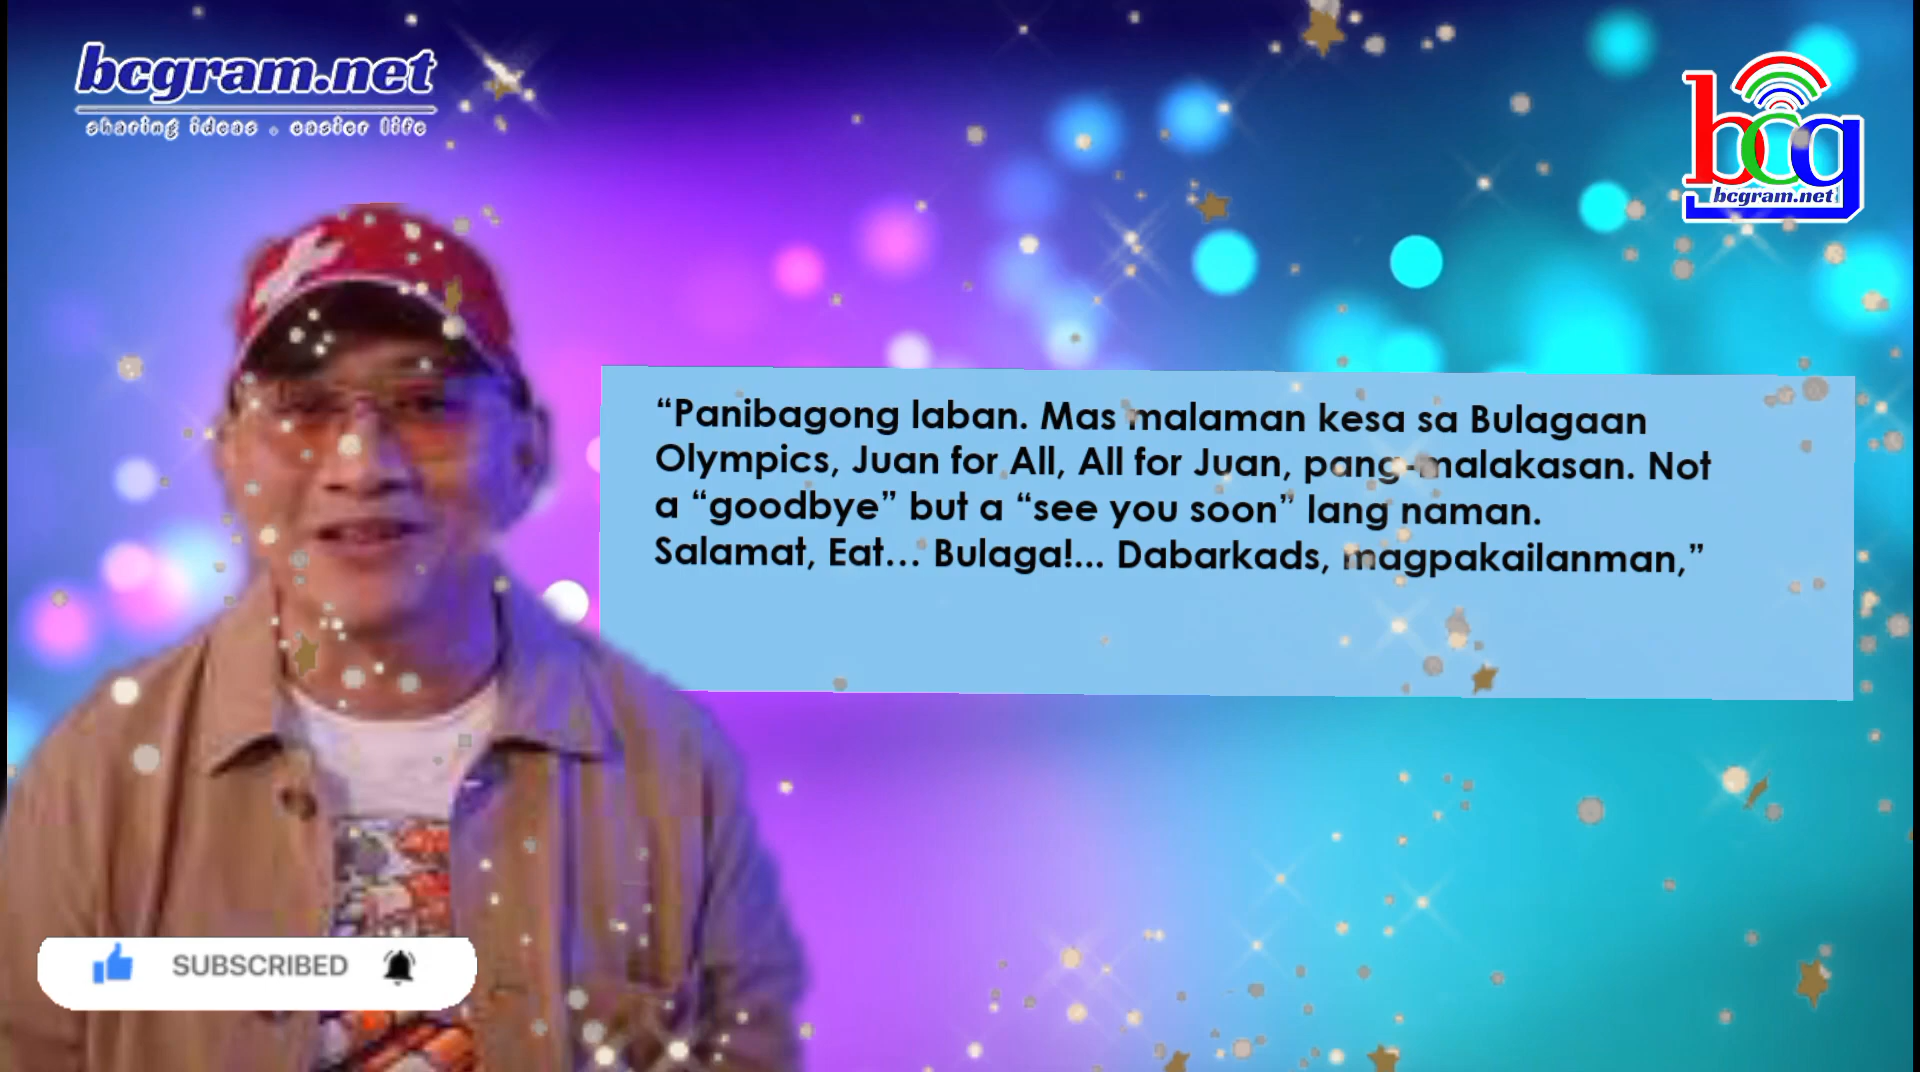 bcgram.net
sharing ideas . easier life
bcg
bcgram.net
“Panibagong laban. Mas malaman kesa sa Bulagaan
Olympics, Juan for All, All for Juan, pang-malakasan. Not
a “goodbye” but a “see you soon” lang naman.
Salamat, Eat… Bulaga!... Dabarkads, magpakailanman,”
SUBSCRIBED